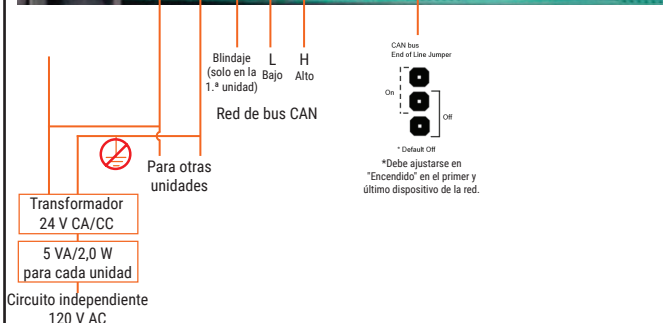 Blindaje
(solo en la
1.ª unidad)
L
Bajo
H
Alto
Red de bus CAN
Para otras
unidades
Transformador
24 V CA/CC
5 VA/2,0 W
para cada unidad
Circuito independiente
120 V AC
CAN bus
End of Line Jumper
On
Off
* Default Off
*Debe ajustarse en
"Encendido" en el primer y
último dispositivo de la red.